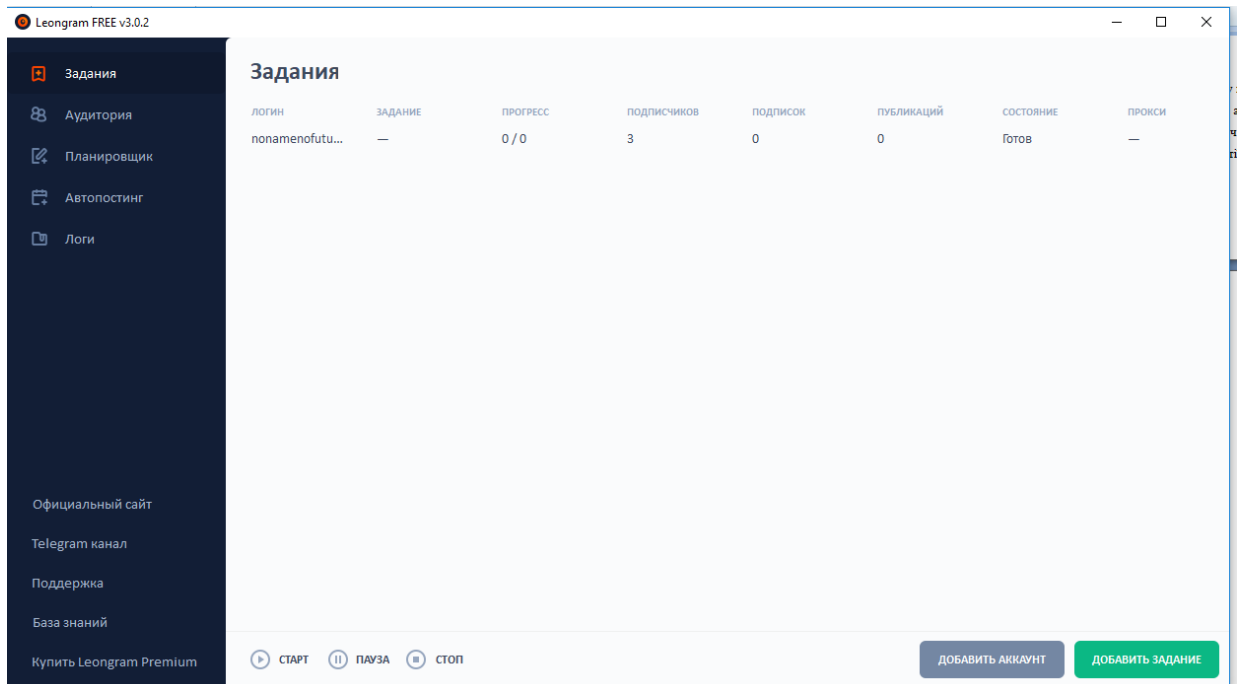 Leongram FREE v3.0.2
Задания
Аудитория
Планировщик
Автопостинг
Логи
Официальный сайт
Telegram канал
Поддержка
База знаний
Купить Leongram Premium
Задания
ЛОГИН ЗАДАНИЕ ПРОГРЕСС ПОДПИСЧИКОВ ПОДПИСОК ПУБЛИКАЦИЙ СОСТОЯНИЕ ПРОКСИ
nonamenofutu... — 0 / 0 3 0 0 Готов —
СТАРТ ПАУЗА СТОП ДОБАВИТЬ АККАУНТ ДОБАВИТЬ ЗАДАНИЕ